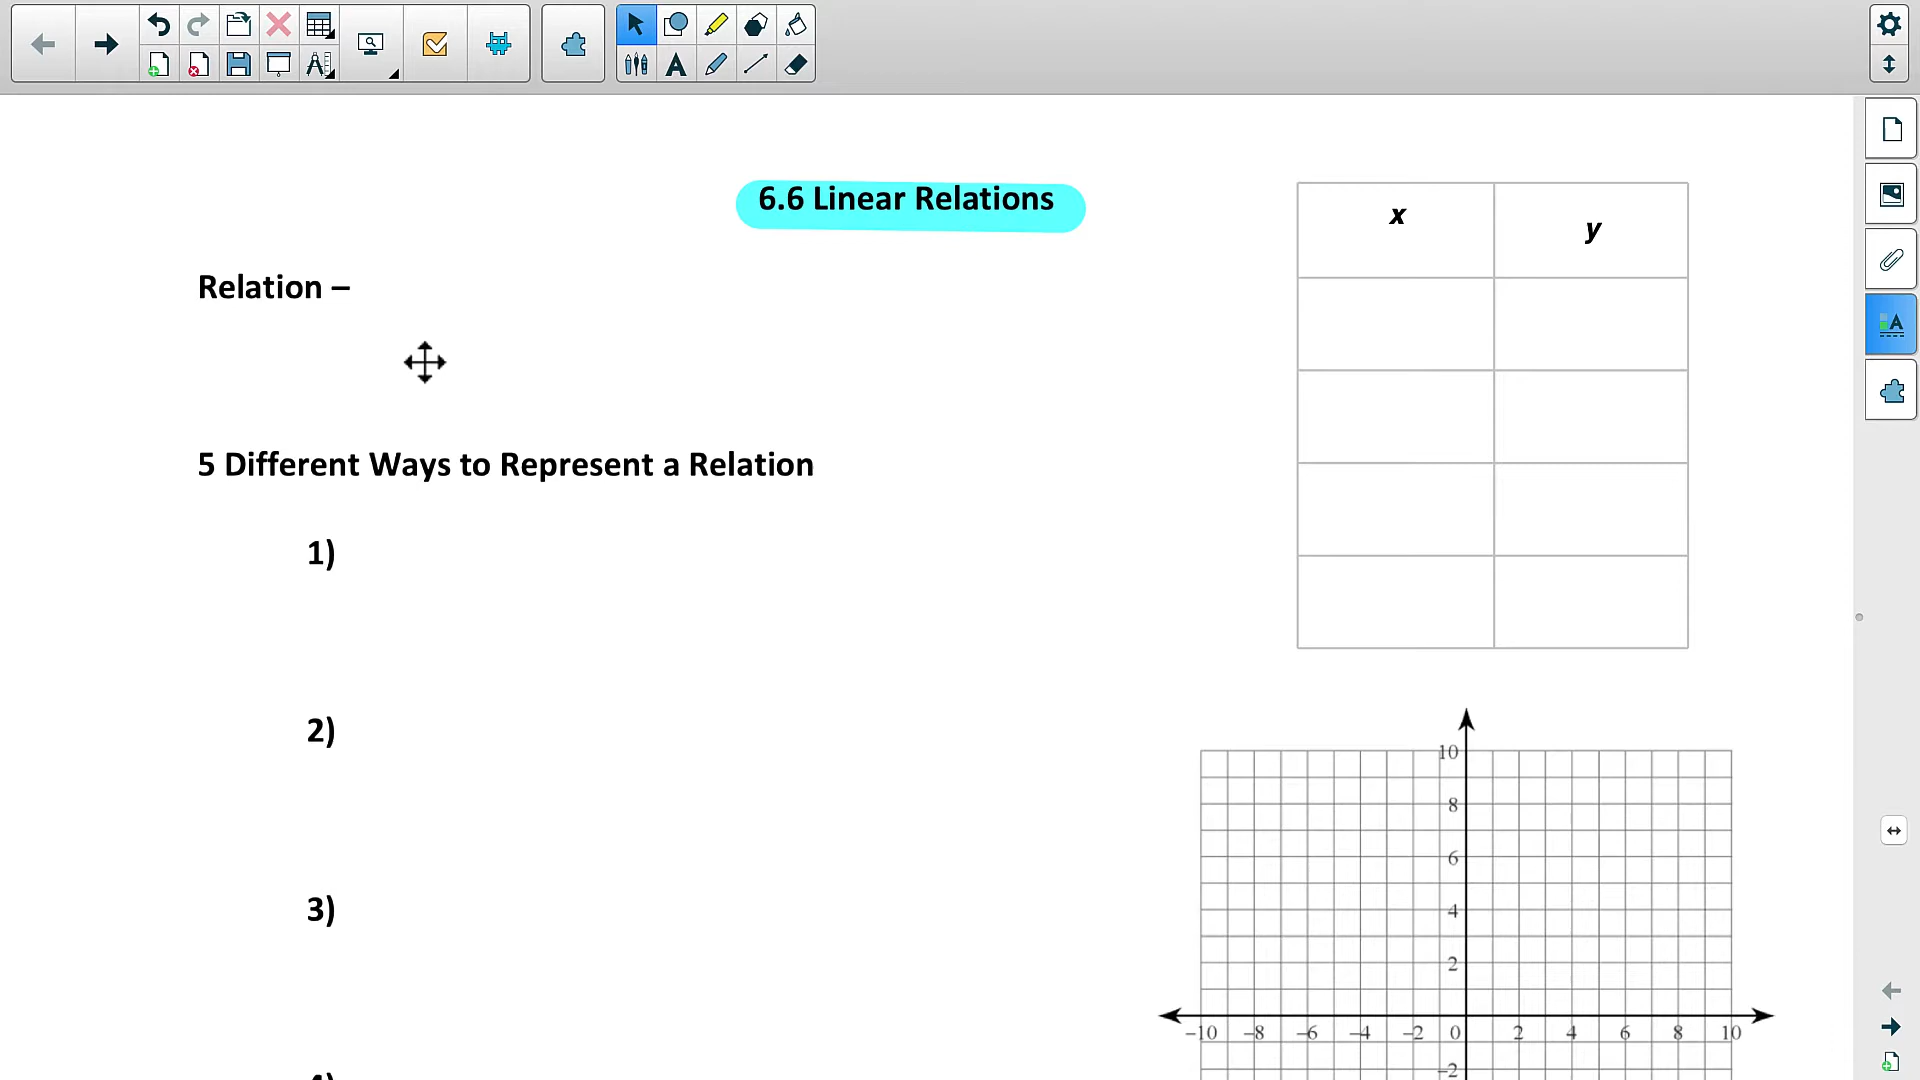 6.6 Linear Relations
x y
Relation –
5 Different Ways to Represent a Relation
1)
2)
3)
10
8
6
4
2
–10 –8 –6 –4 –2 0 2 4 6 8 10
–2